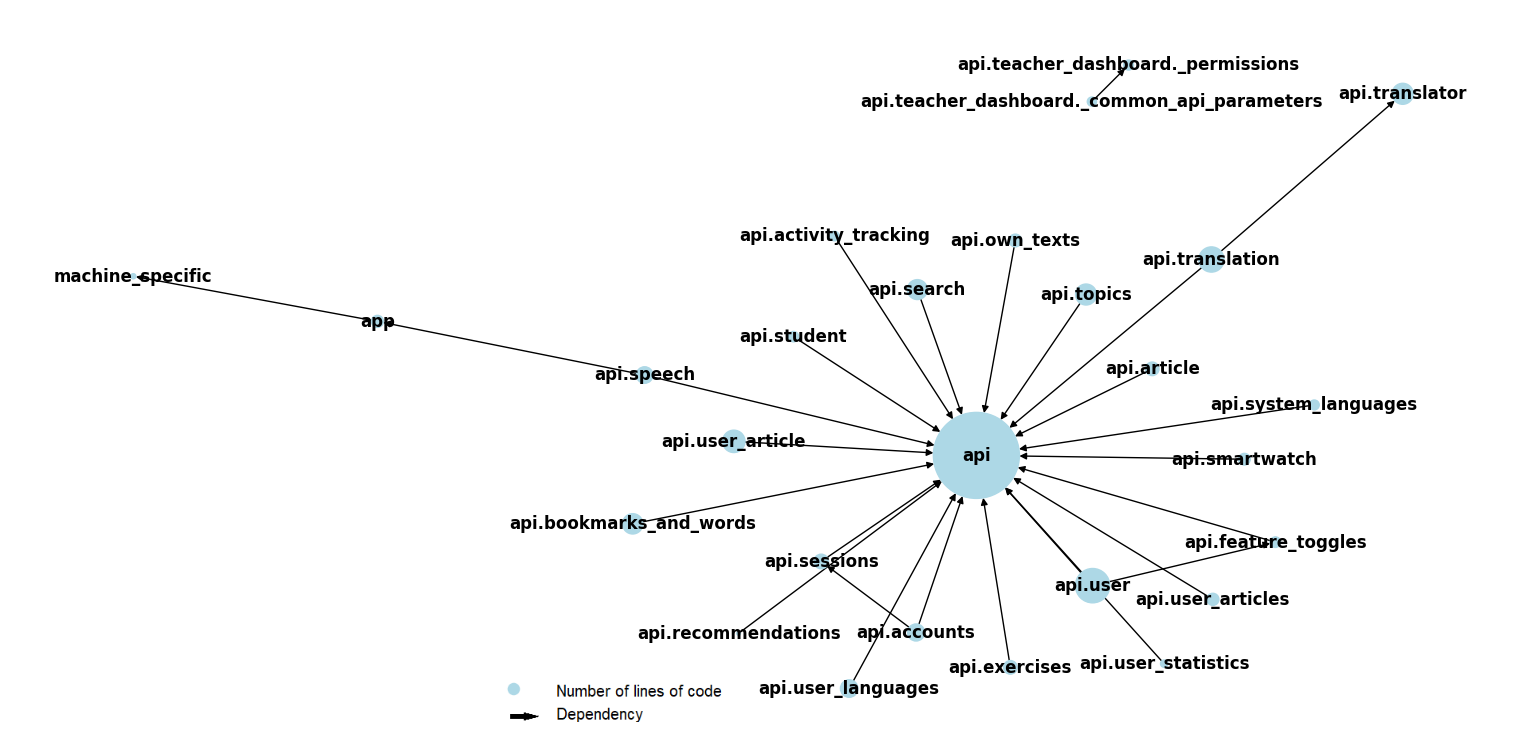 api.teacher_dashboard._permissions
api.teacher_dashboard._common_api_parameters
api.translator
api.activity_tracking
api.own_texts
api.translation
machine_specific
api.search
api.topics
app
api.student
api.speech
api.article
api.system_languages
api.user_article
api
api.smartwatch
api.bookmarks_and_words
api.feature_toggles
api.sessions
api.user
api.user_articles
api.recommendations
api.accounts
api.exercises
api.user_statistics
api.user_languages
Number of lines of code
Dependency